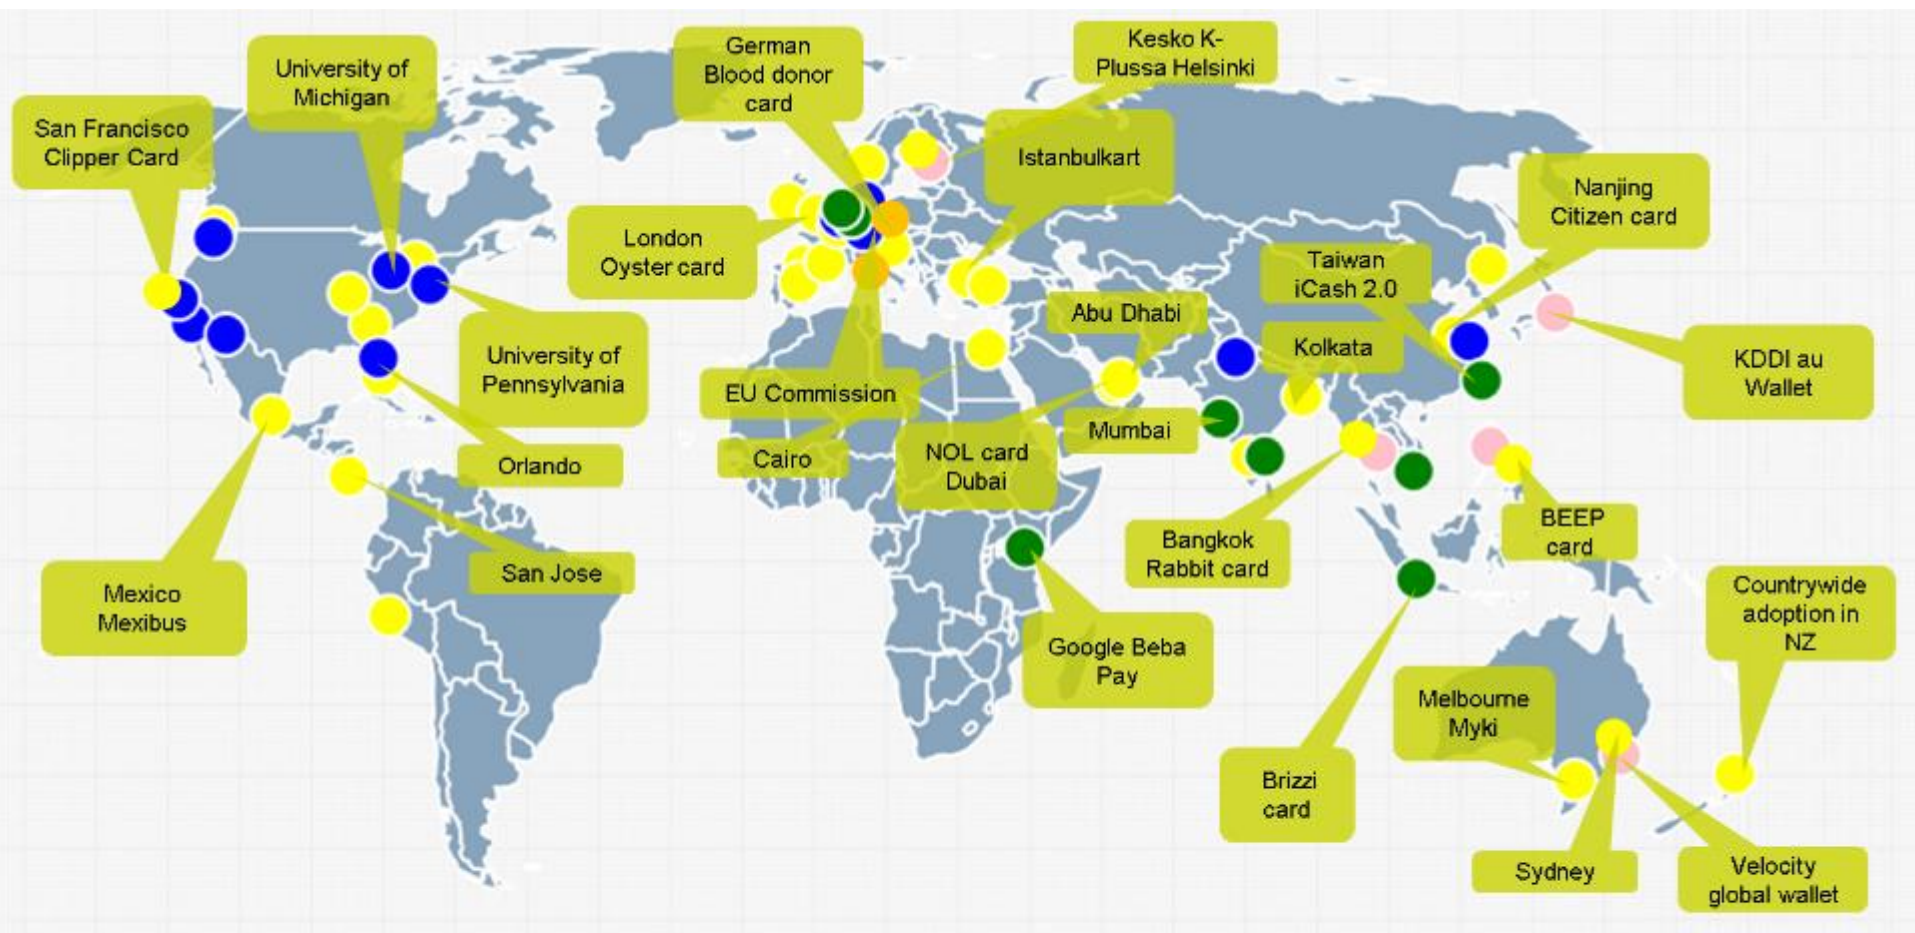 University of
Michigan
German
Blood donor
card
Kesko K-
Plussa Helsinki
San Francisco
Clipper Card
Istanbulkart
Nanjing
Citizen card
London
Oyster card
Taiwan
iCash 2.0
Abu Dhabi
Kolkata
University of
Pennsylvania
KDDI au
Wallet
EU Commission
Mumbai
Cairo
NOL card
Dubai
Orlando
BEEP
card
Bangkok
Rabbit card
San Jose
Mexico
Mexibus
Countrywide
adoption in
NZ
Google Beba
Pay
Melbourne
Myki
Brizzi
card
Sydney
Velocity
global wallet